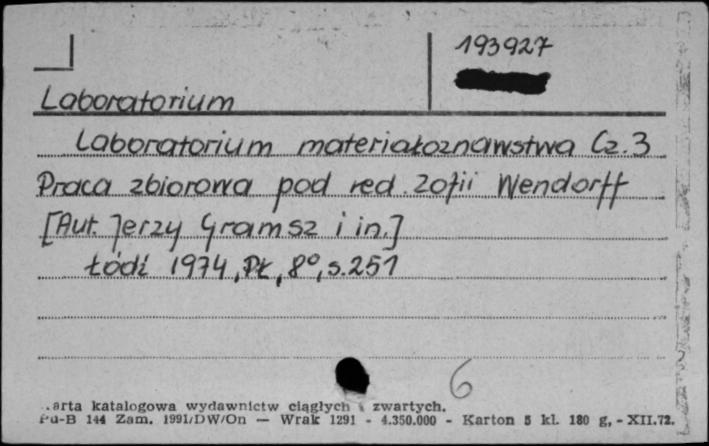 193927
Laboratorium
Laboratorium materiałoznawstwa Cz. 3
Praca zbiorowa pod red. Zofii Wendorff
[Aut. Jerzy Gramsz i in.]
Łódź 1974, PŁ, 8°, s. 251
6
arta katalogowa wydawnictw ciągłych i zwartych.
Pu-B 144 Zam. 1991/DW/On — Wrak 1291 - 4.350.000 - Karton 5 kl. 180 g, - XII.72.